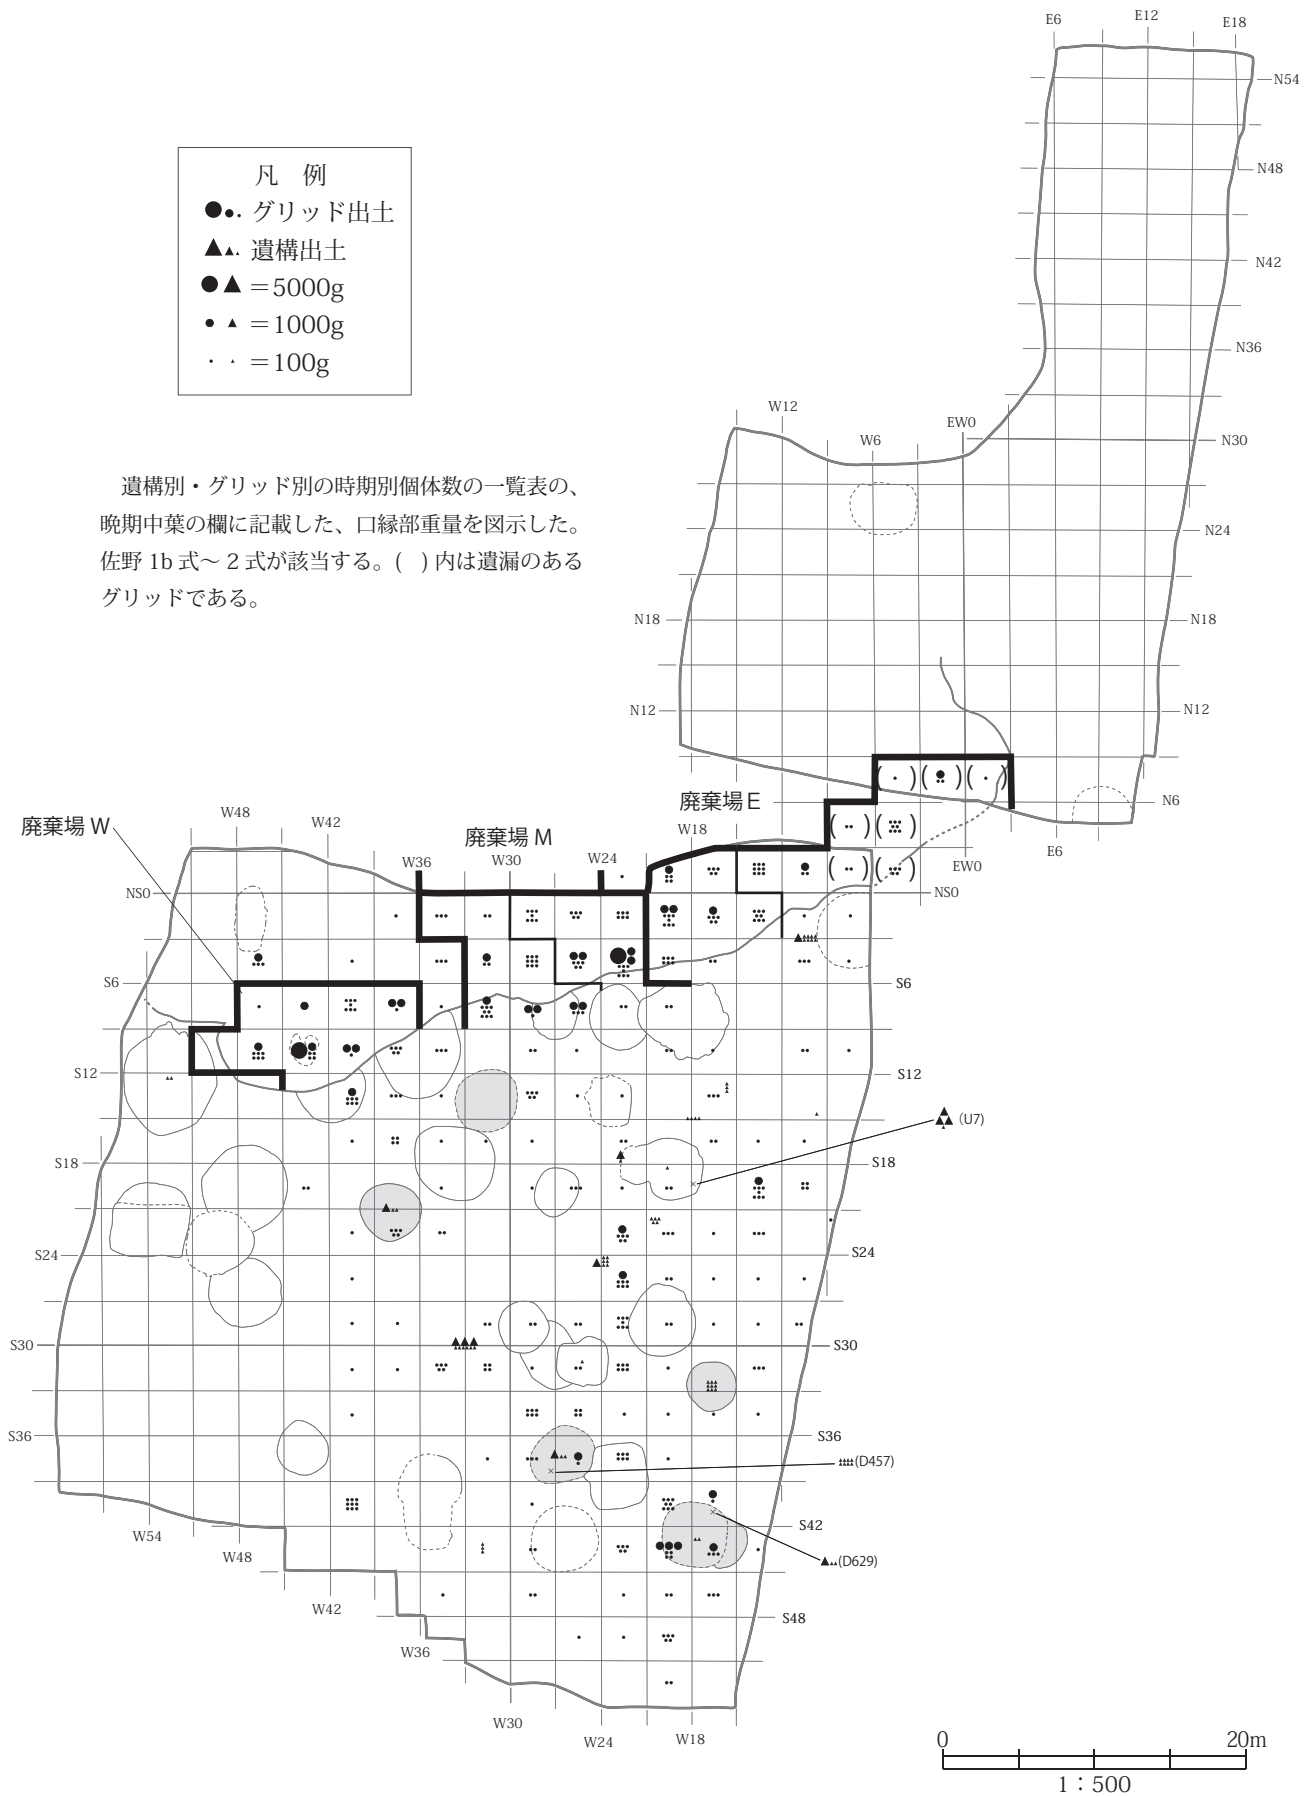 E6
E12
E18
N54
N48
N42
N36
N30
N24
N18
N12
N6
凡 例
グリッド出土
遺構出土
=5000g
=1000g
=100g
遺構別・グリッド別の時期別個体数の一覧表の、
晩期中葉の欄に記載した、口縁部重量を図示した。
佐野 1b 式～ 2 式が該当する。( ) 内は遺漏のある
グリッドである。
W12
W6
EW0
N18
N12
廃棄場 E
廃棄場 W
廃棄場 M
W48
W42
W36
W30
W24
W18
EW0
E6
NS0
NS0
S6
S6
S12
S12
(U7)
S18
S18
S24
S24
S30
S30
S36
S36
(D457)
S42
(D629)
S48
W54
W48
W42
W36
W30
W24
W18
0
20m
1：500